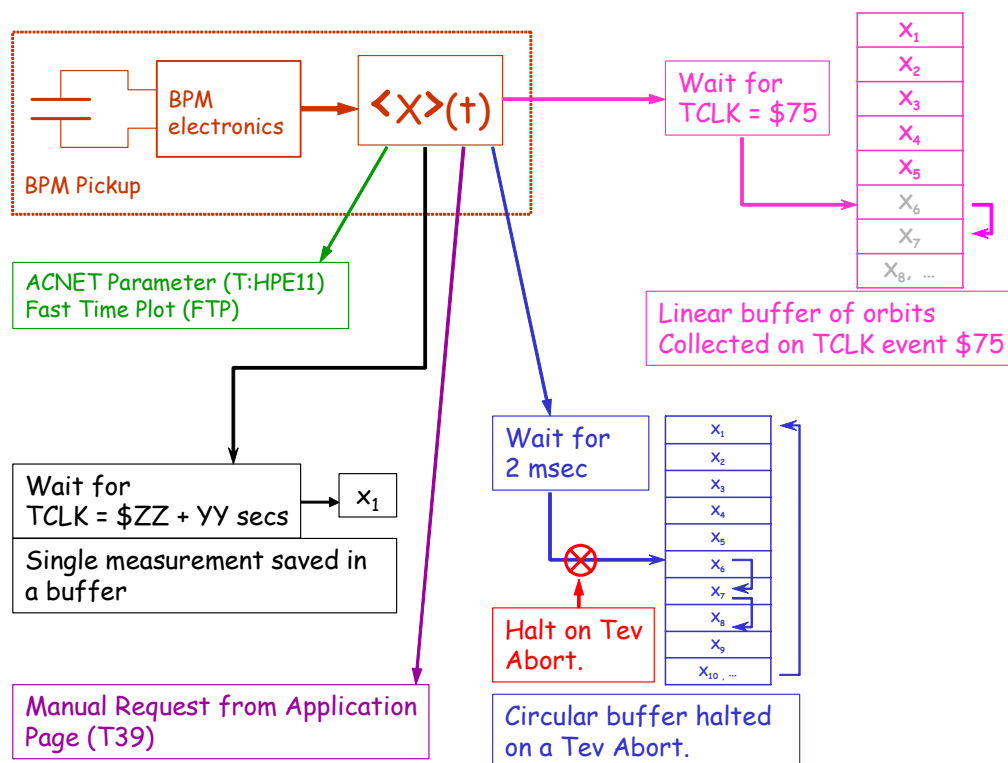 BPM
electronics
<X>(t)
BPM Pickup
Wait for
TCLK = $75
X₁
X₂
X₃
X₄
X₅
X₆
X₇
X₈, ...
Linear buffer of orbits
Collected on TCLK event $75
ACNET Parameter (T:HPE11)
Fast Time Plot (FTP)
Wait for
TCLK = $ZZ + YY secs
X₁
Single measurement saved in
a buffer
Wait for
2 msec
X₁
X₂
X₃
X₄
X₅
X₆
X₇
X₈
X₉
X₁₀, ...
Halt on Tev
Abort.
Circular buffer halted
on a Tev Abort.
Manual Request from Application
Page (T39)